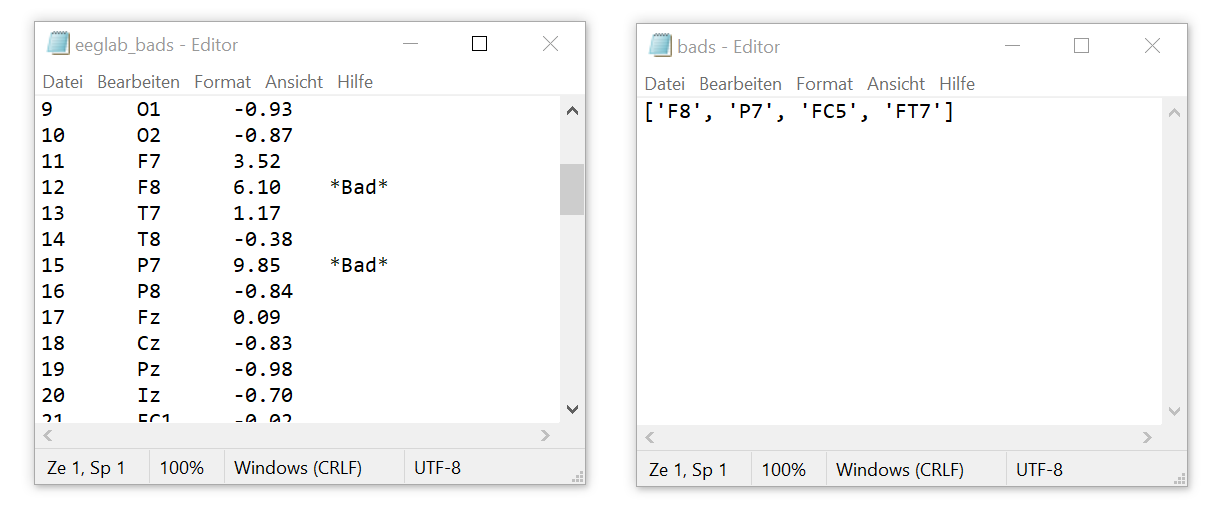 eeglab_bads - Editor
Datei Bearbeiten Format Ansicht Hilfe
9 O1 -0.93
10 O2 -0.87
11 F7 3.52
12 F8 6.10 *Bad*
13 T7 1.17
14 T8 -0.38
15 P7 9.85 *Bad*
16 P8 -0.84
17 Fz 0.09
18 Cz -0.83
19 Pz -0.98
20 Iz -0.70
21 FC1 -0.02
Ze 1, Sp 1 100% Windows (CRLF) UTF-8
bads - Editor
Datei Bearbeiten Format Ansicht Hilfe
['F8', 'P7', 'FC5', 'FT7']
Ze 1, Sp 1 100% Windows (CRLF) UTF-8